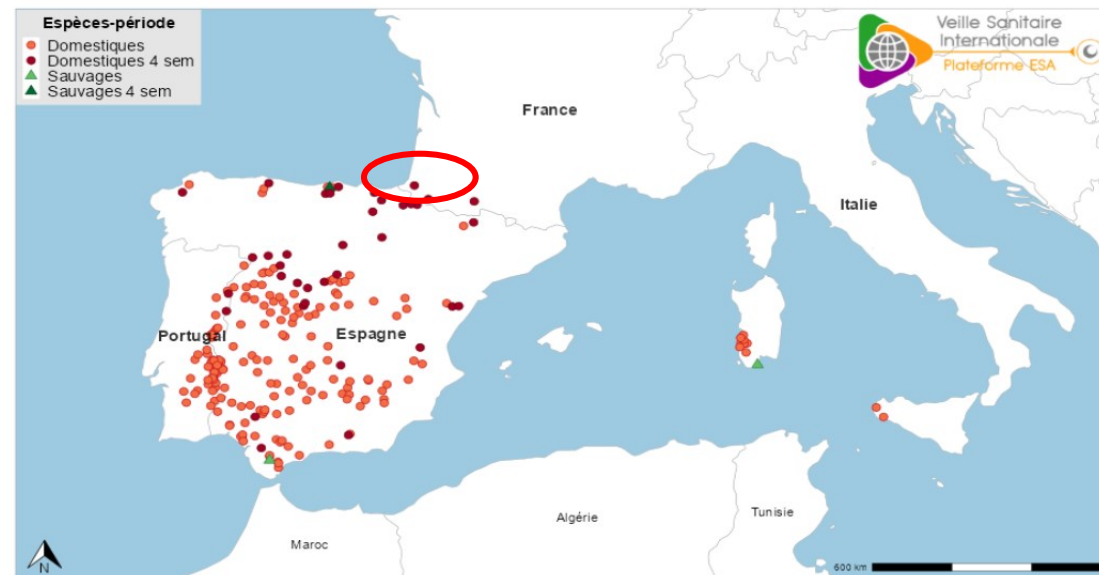 Espèces-période
Domestiques
Domestiques 4 sem
Sauvages
Sauvages 4 sem
Veille Sanitaire
Internationale
Plateforme ESA
France
Italie
Portugal
Espagne
Algérie
Tunisie
Maroc
N
600 km